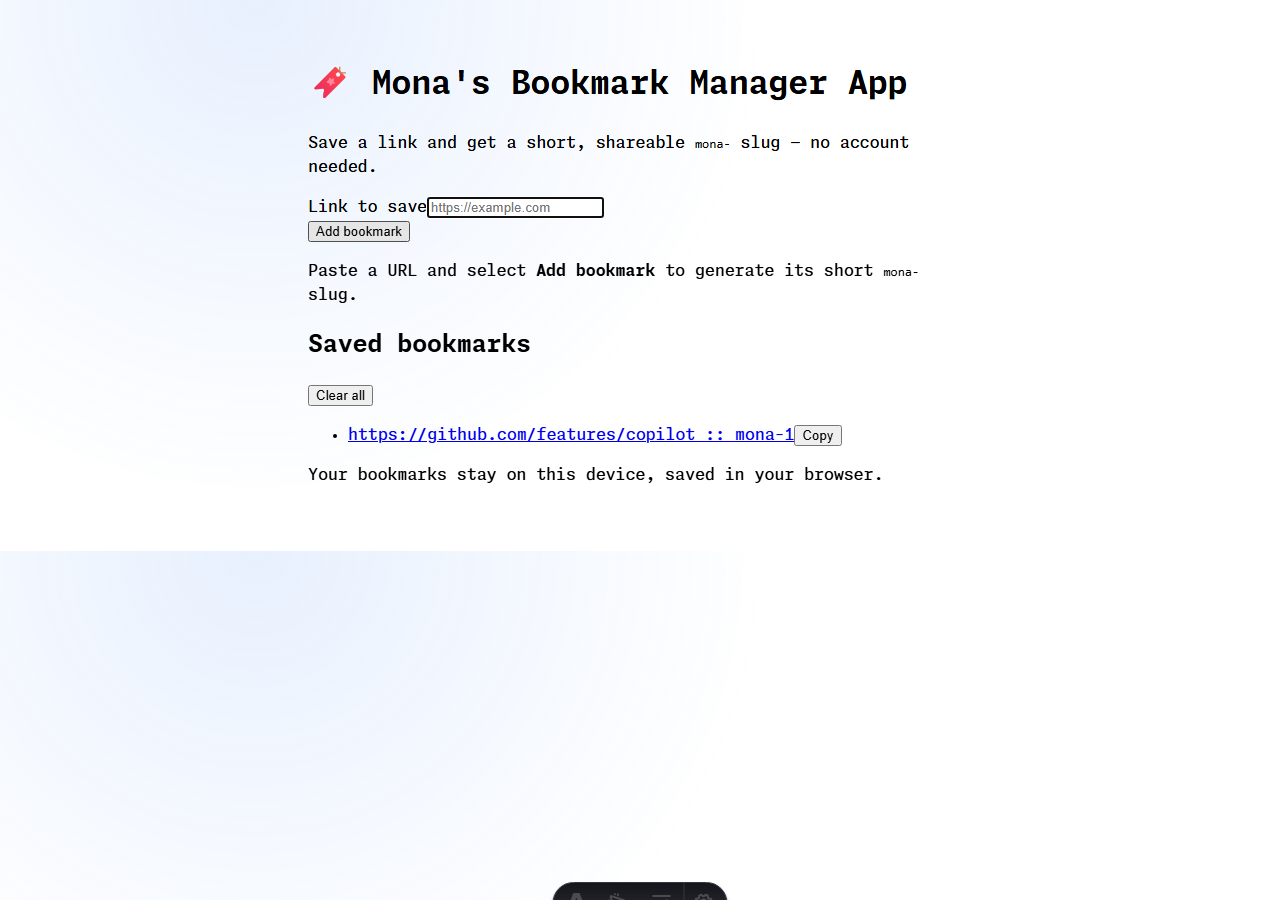 Mona's Bookmark Manager App
Save a link and get a short, shareable mona- slug — no account
needed.
Link to save https://example.com
Add bookmark
Paste a URL and select Add bookmark to generate its short mona-
slug.
Saved bookmarks
Clear all
https://github.com/features/copilot :: mona-1 Copy
Your bookmarks stay on this device, saved in your browser.